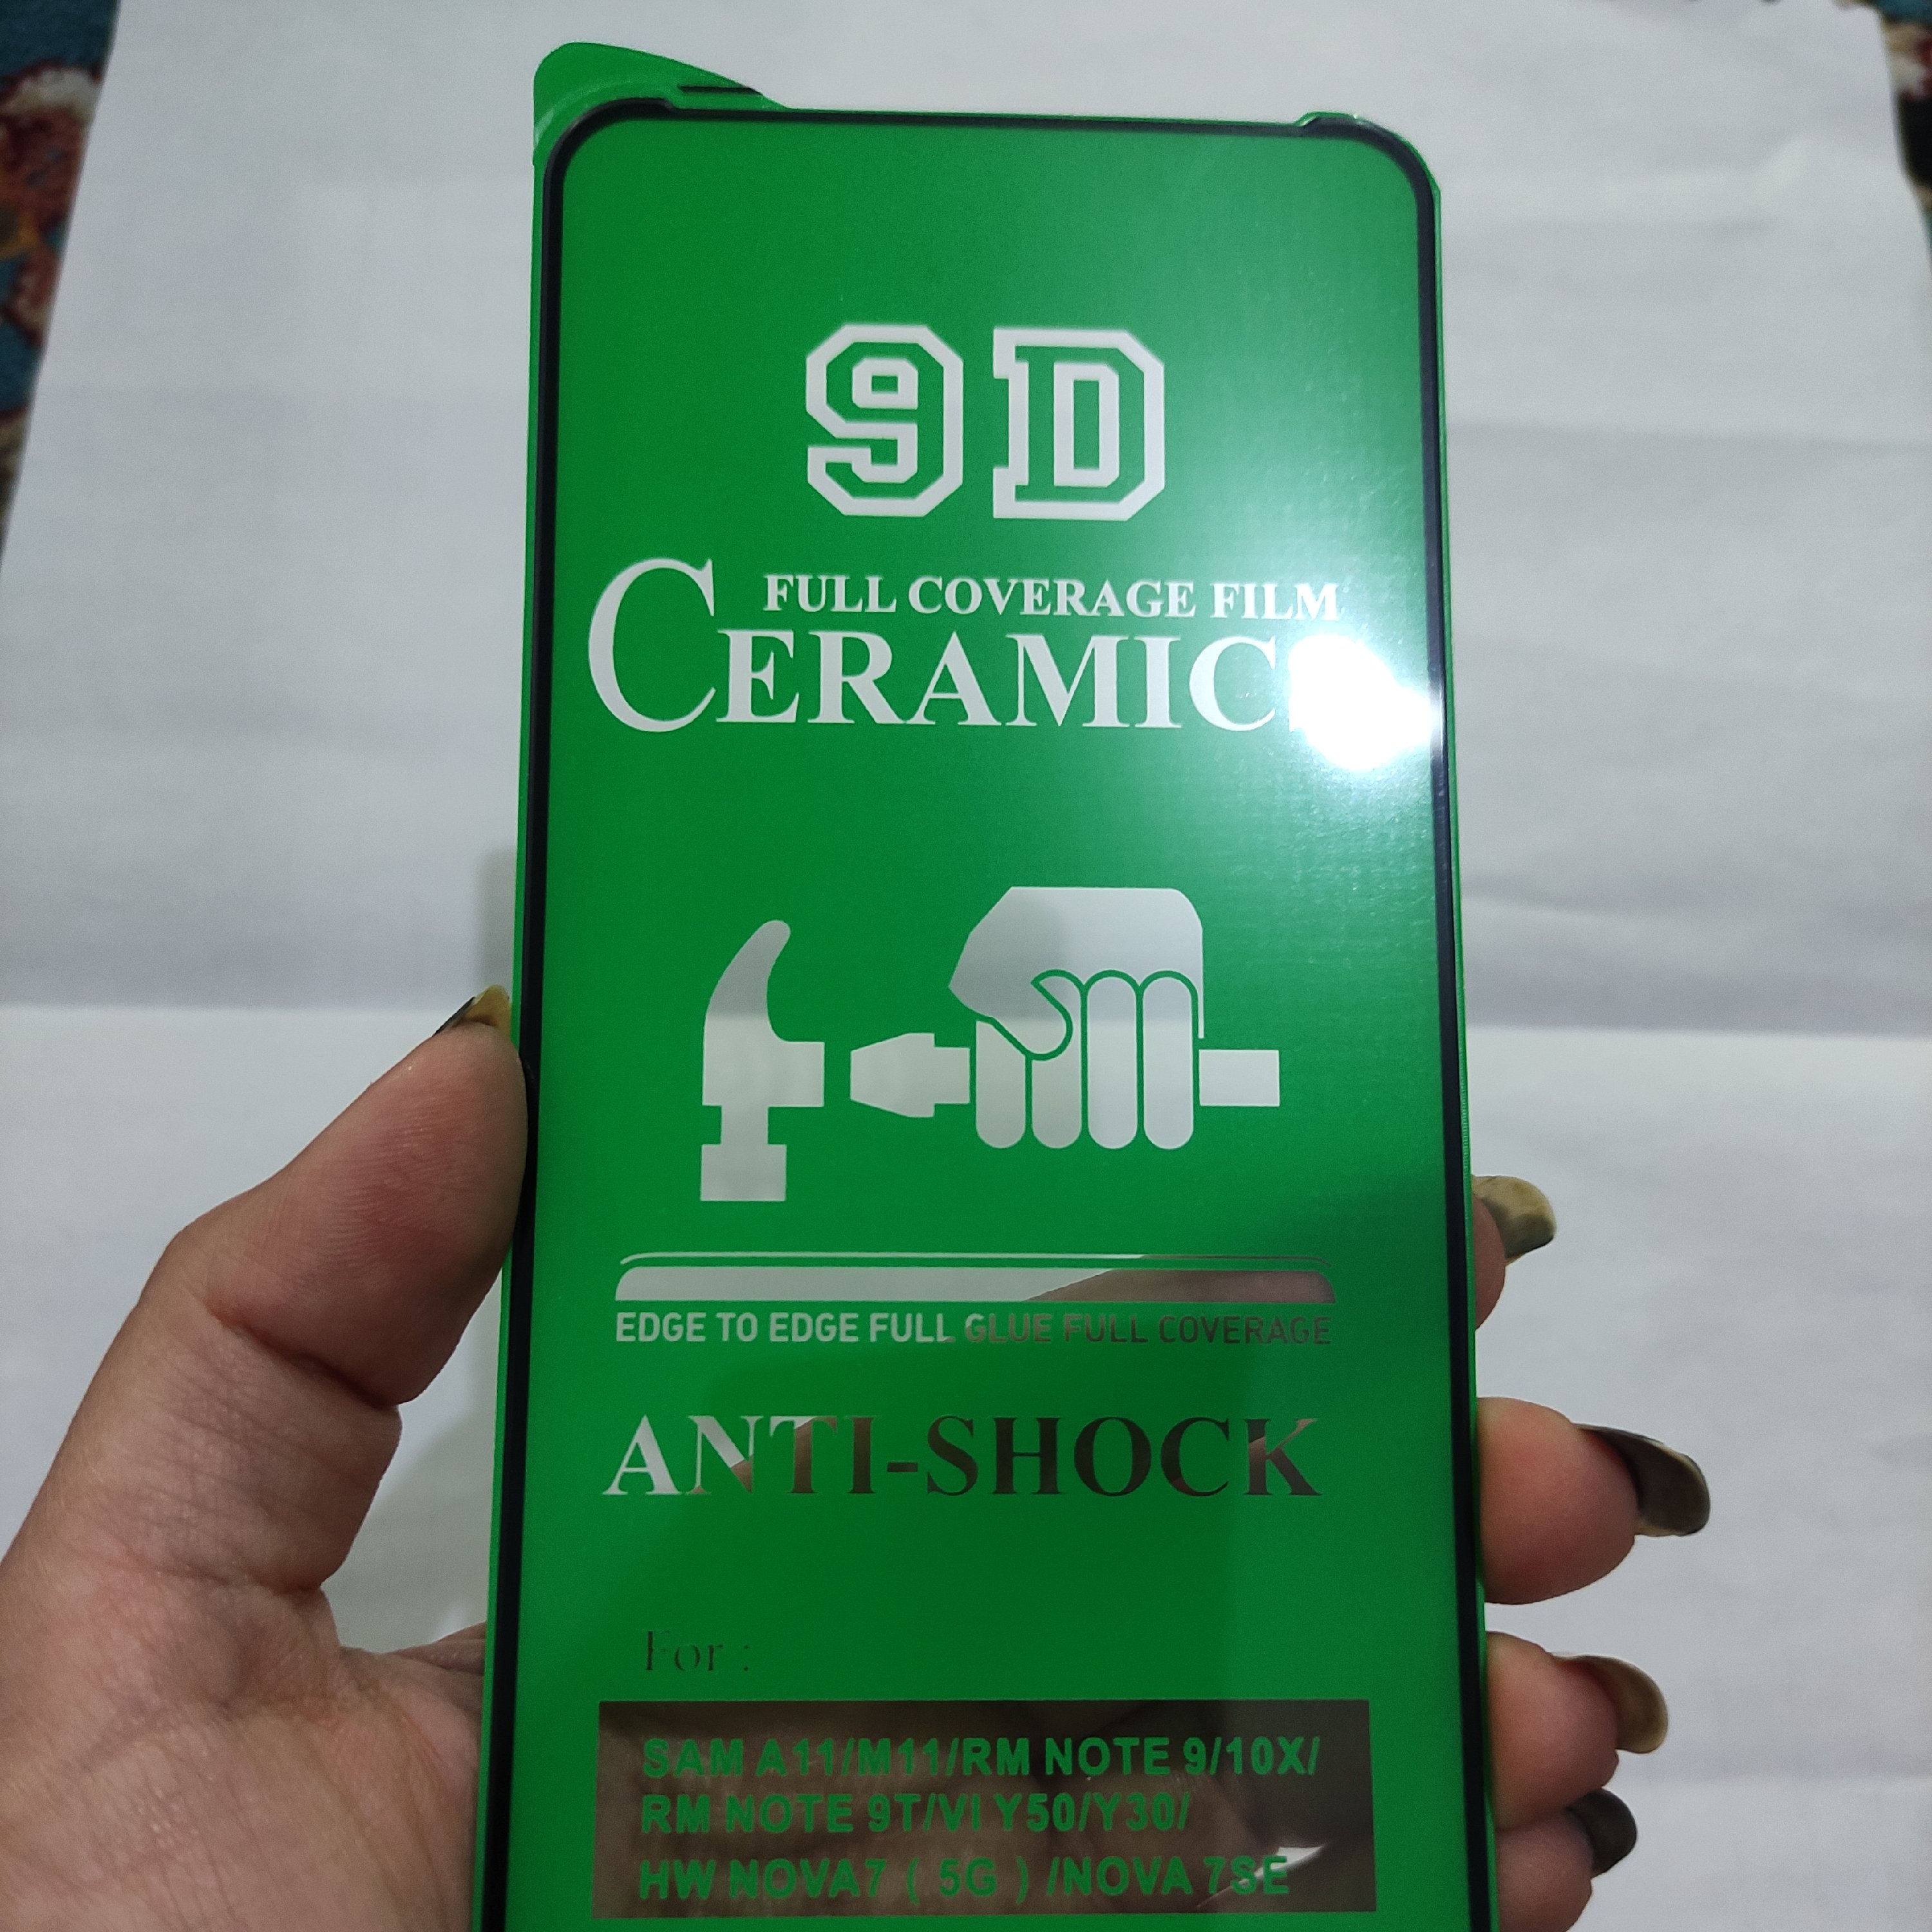 9D
FULL COVERAGE FILM
CERAMICS
EDGE TO EDGE FULL GLUE FULL COVERAGE
ANTI-SHOCK
For :
SAM A11/M11/RM NOTE 9/10X/
RM NOTE 9T/VI Y50/Y30/
HW NOVA7 ( 5G ) /NOVA 7SE